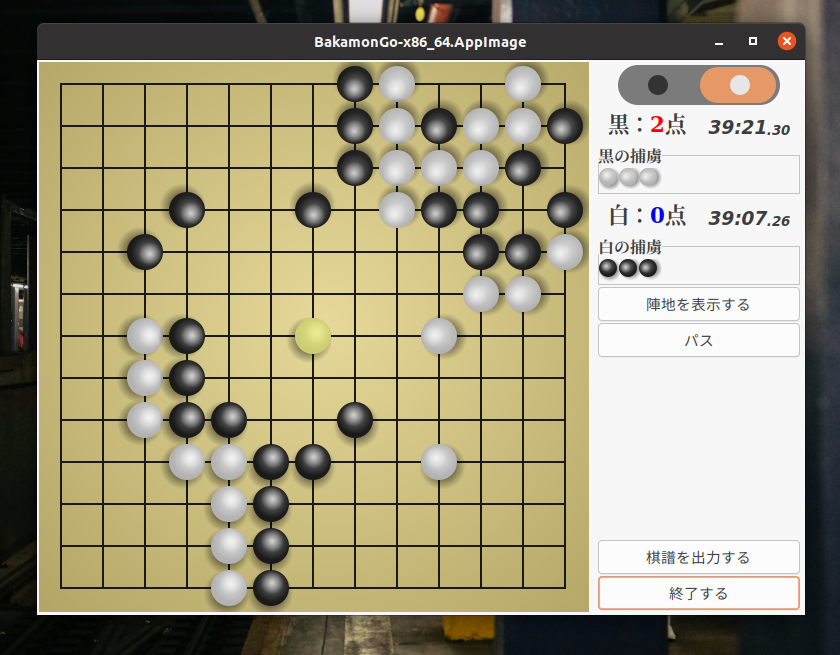 BakamonGo-x86_64.AppImage
黒：2点 39:21.30
黒の捕虜
白：0点 39:07.26
白の捕虜
陣地を表示する
パス
棋譜を出力する
終了する